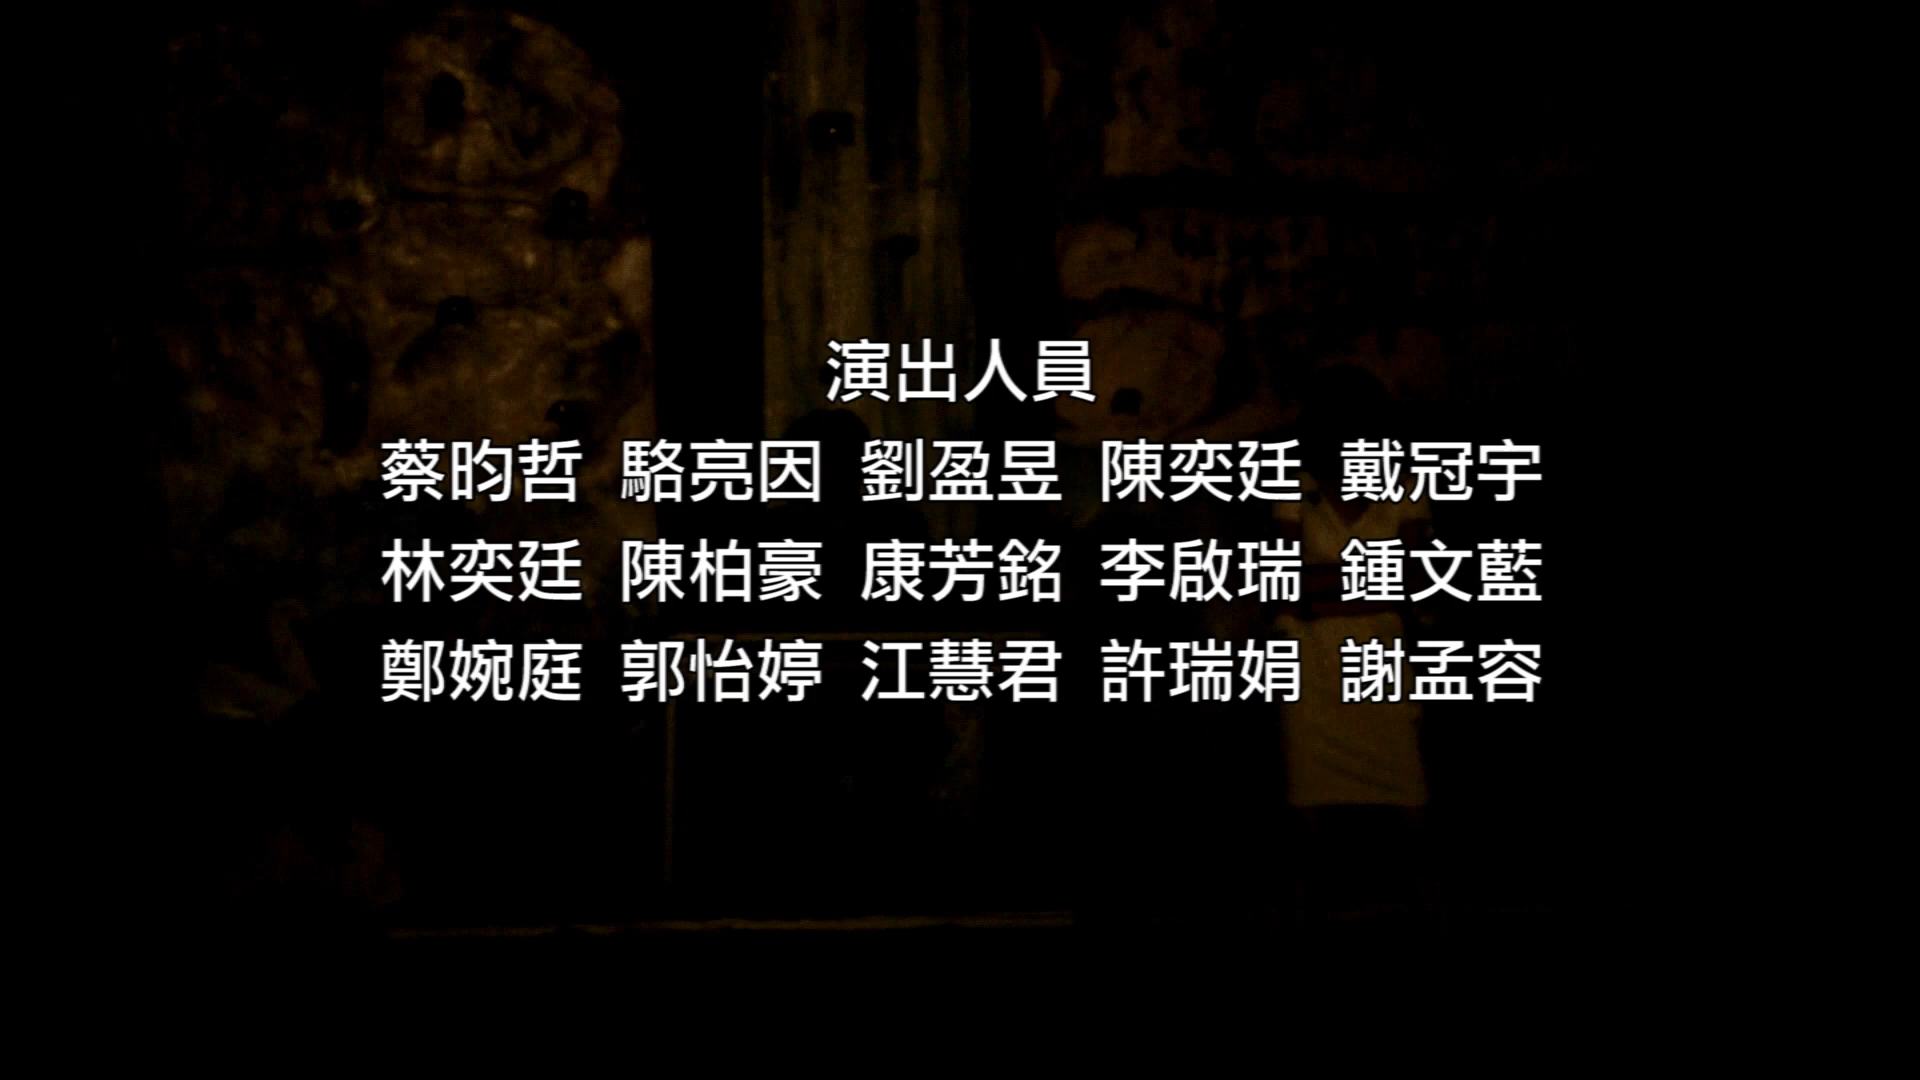 演出人員
蔡昀哲 駱亮因 劉盈昱 陳奕廷 戴冠宇
林奕廷 陳柏豪 康芳銘 李啟瑞 鍾文藍
鄭婉庭 郭怡婷 江慧君 許瑞娟 謝孟容